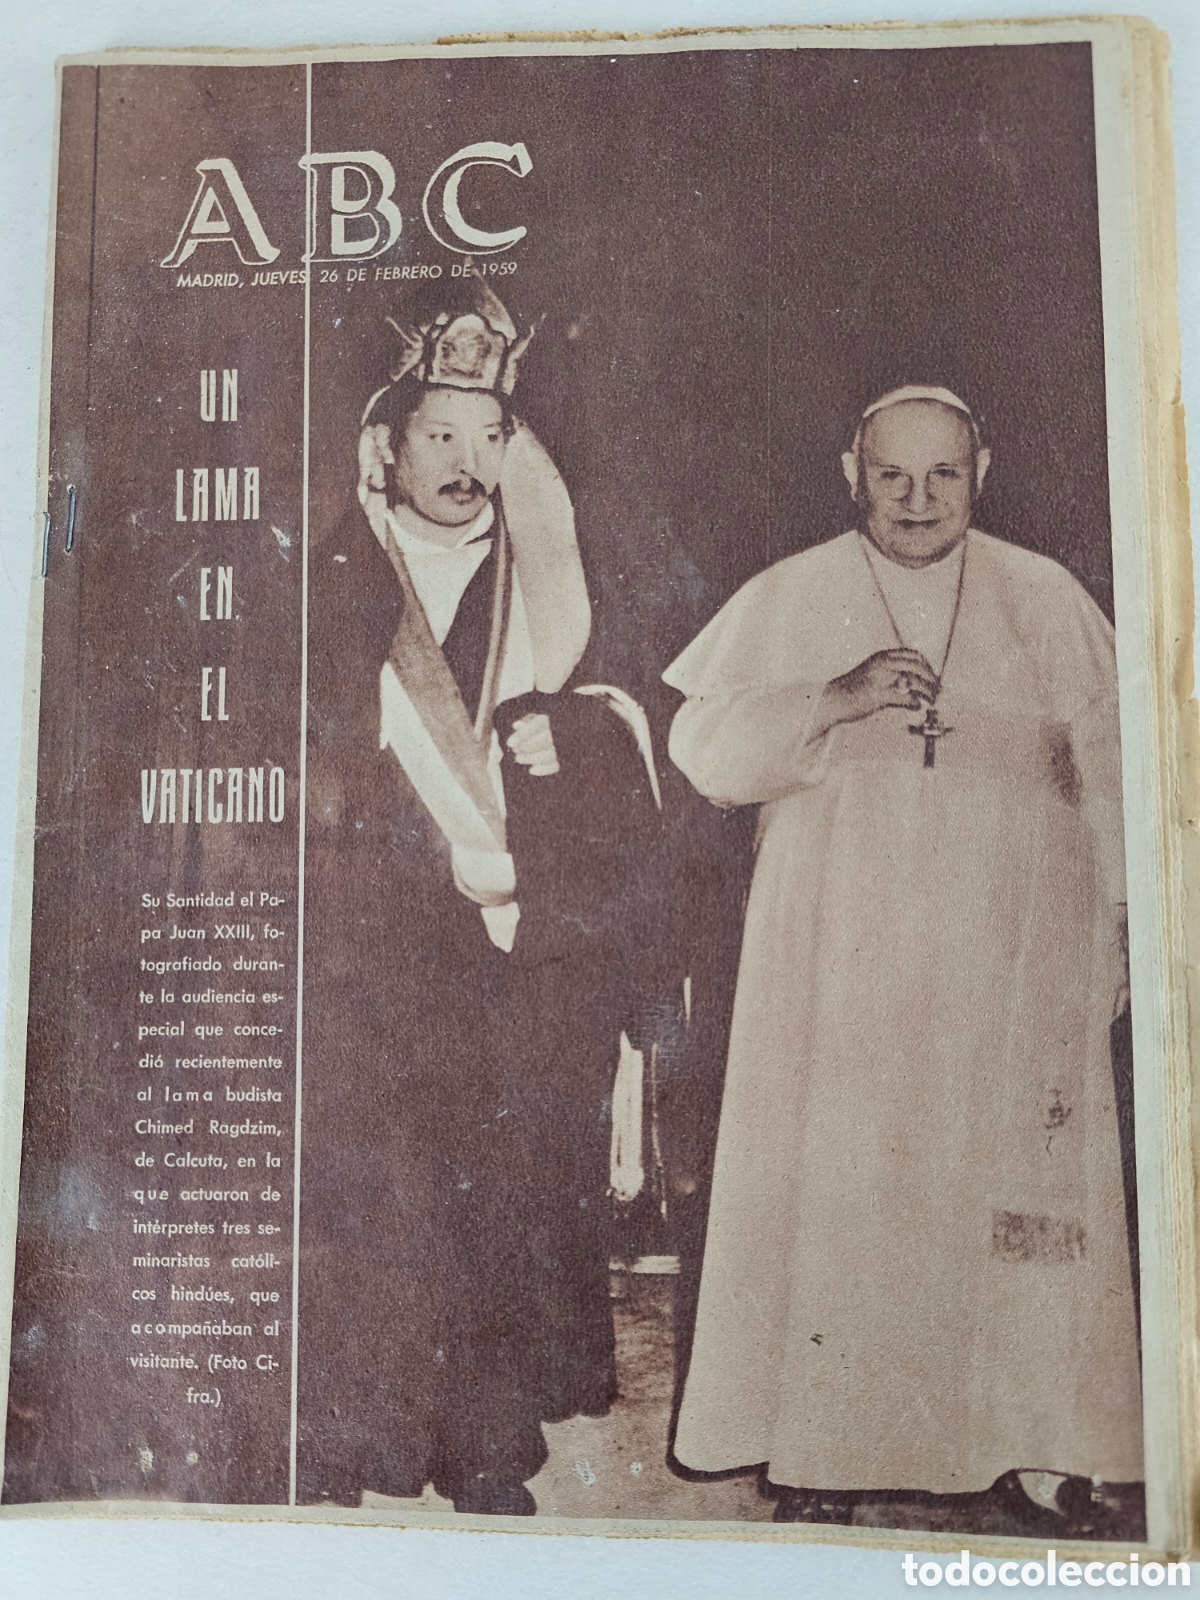 ABC
MADRID, JUEVES 26 DE FEBRERO DE 1959
UN
LAMA
EN
EL
VATICANO
Su Santidad el Pa-
pa Juan XXIII, fo-
tografiado duran-
te la audiencia es-
pecial que conce-
dió recientemente
al lama budista
Chimed Ragdzim,
de Calcuta, en la
que actuaron de
intérpretes tres se-
minaristas católi-
cos hindúes, que
acompañaban al
visitante. (Foto Ci-
fra.)
todocoleccion